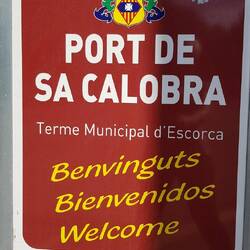 PORT DE
SA CALOBRA
Terme Municipal d'Escorca
Benvinguts
Bienvenidos
Welcome